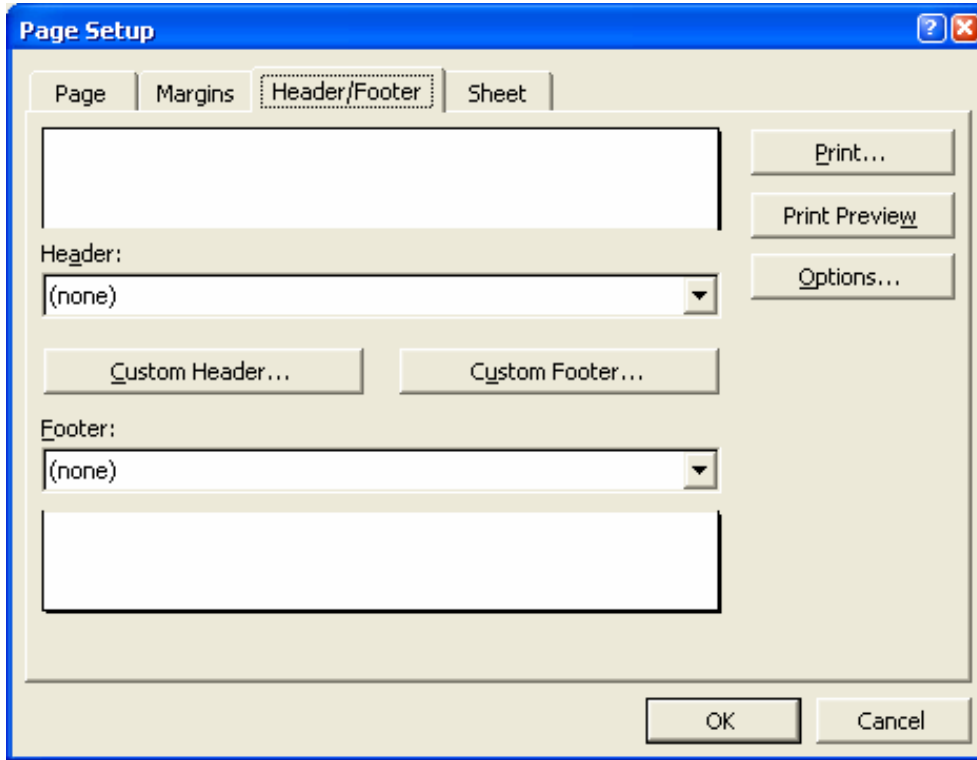 Page Setup
Page Margins Header/Footer Sheet
Print...
Print Preview
Header:
(none)
Options...
Custom Header... Custom Footer...
Footer:
(none)
OK Cancel